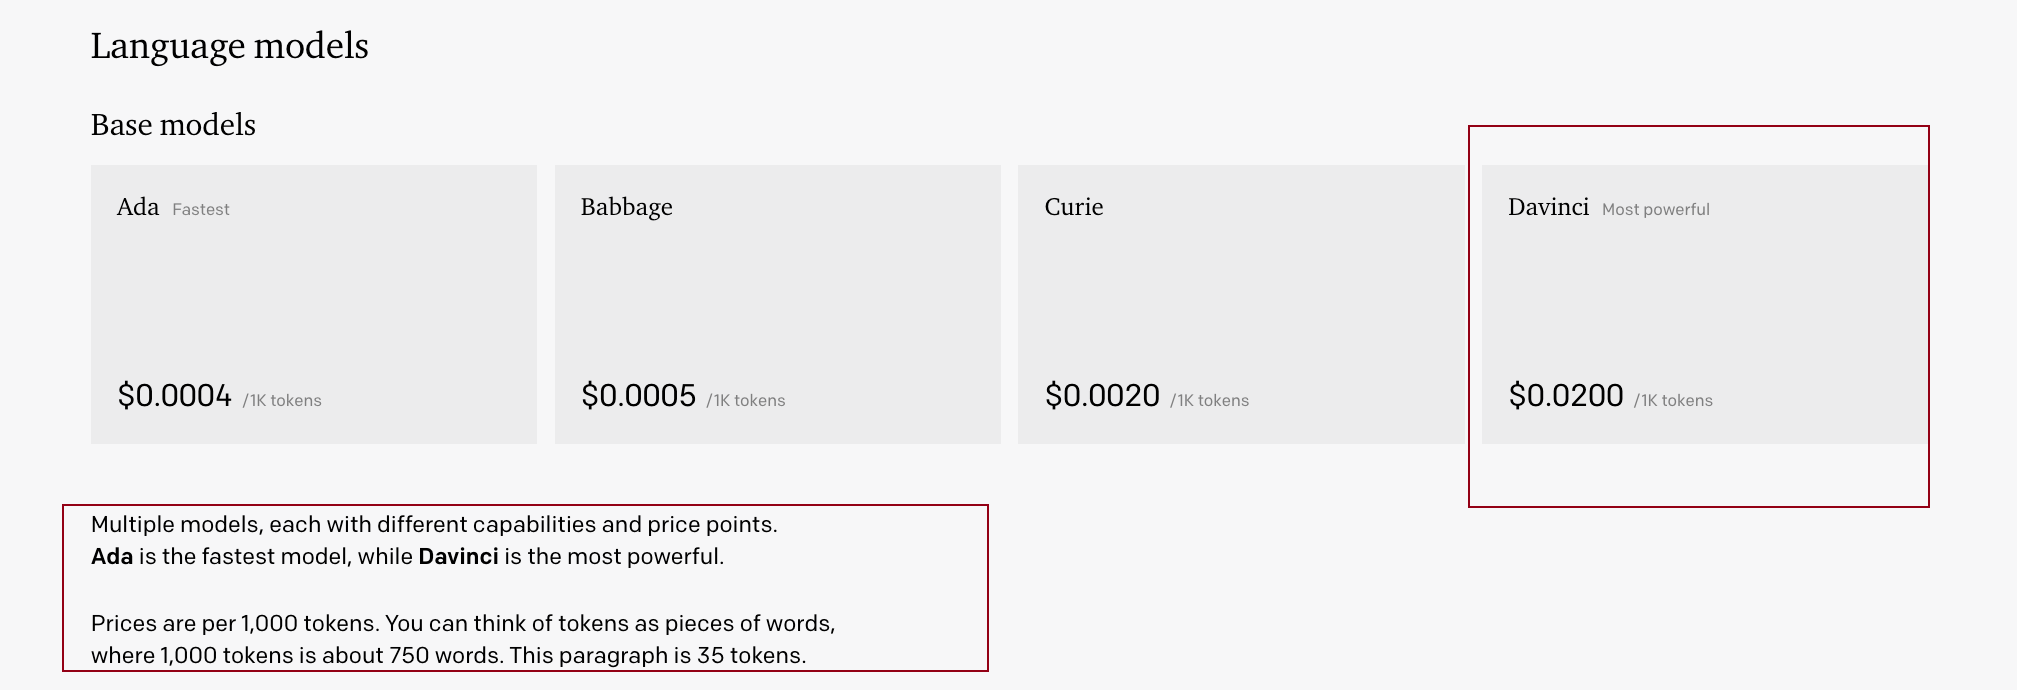 Language models
Base models
Ada Fastest
$0.0004 /1K tokens
Babbage
$0.0005 /1K tokens
Curie
$0.0020 /1K tokens
Davinci Most powerful
$0.0200 /1K tokens
Multiple models, each with different capabilities and price points.
Ada is the fastest model, while Davinci is the most powerful.
Prices are per 1,000 tokens. You can think of tokens as pieces of words,
where 1,000 tokens is about 750 words. This paragraph is 35 tokens.